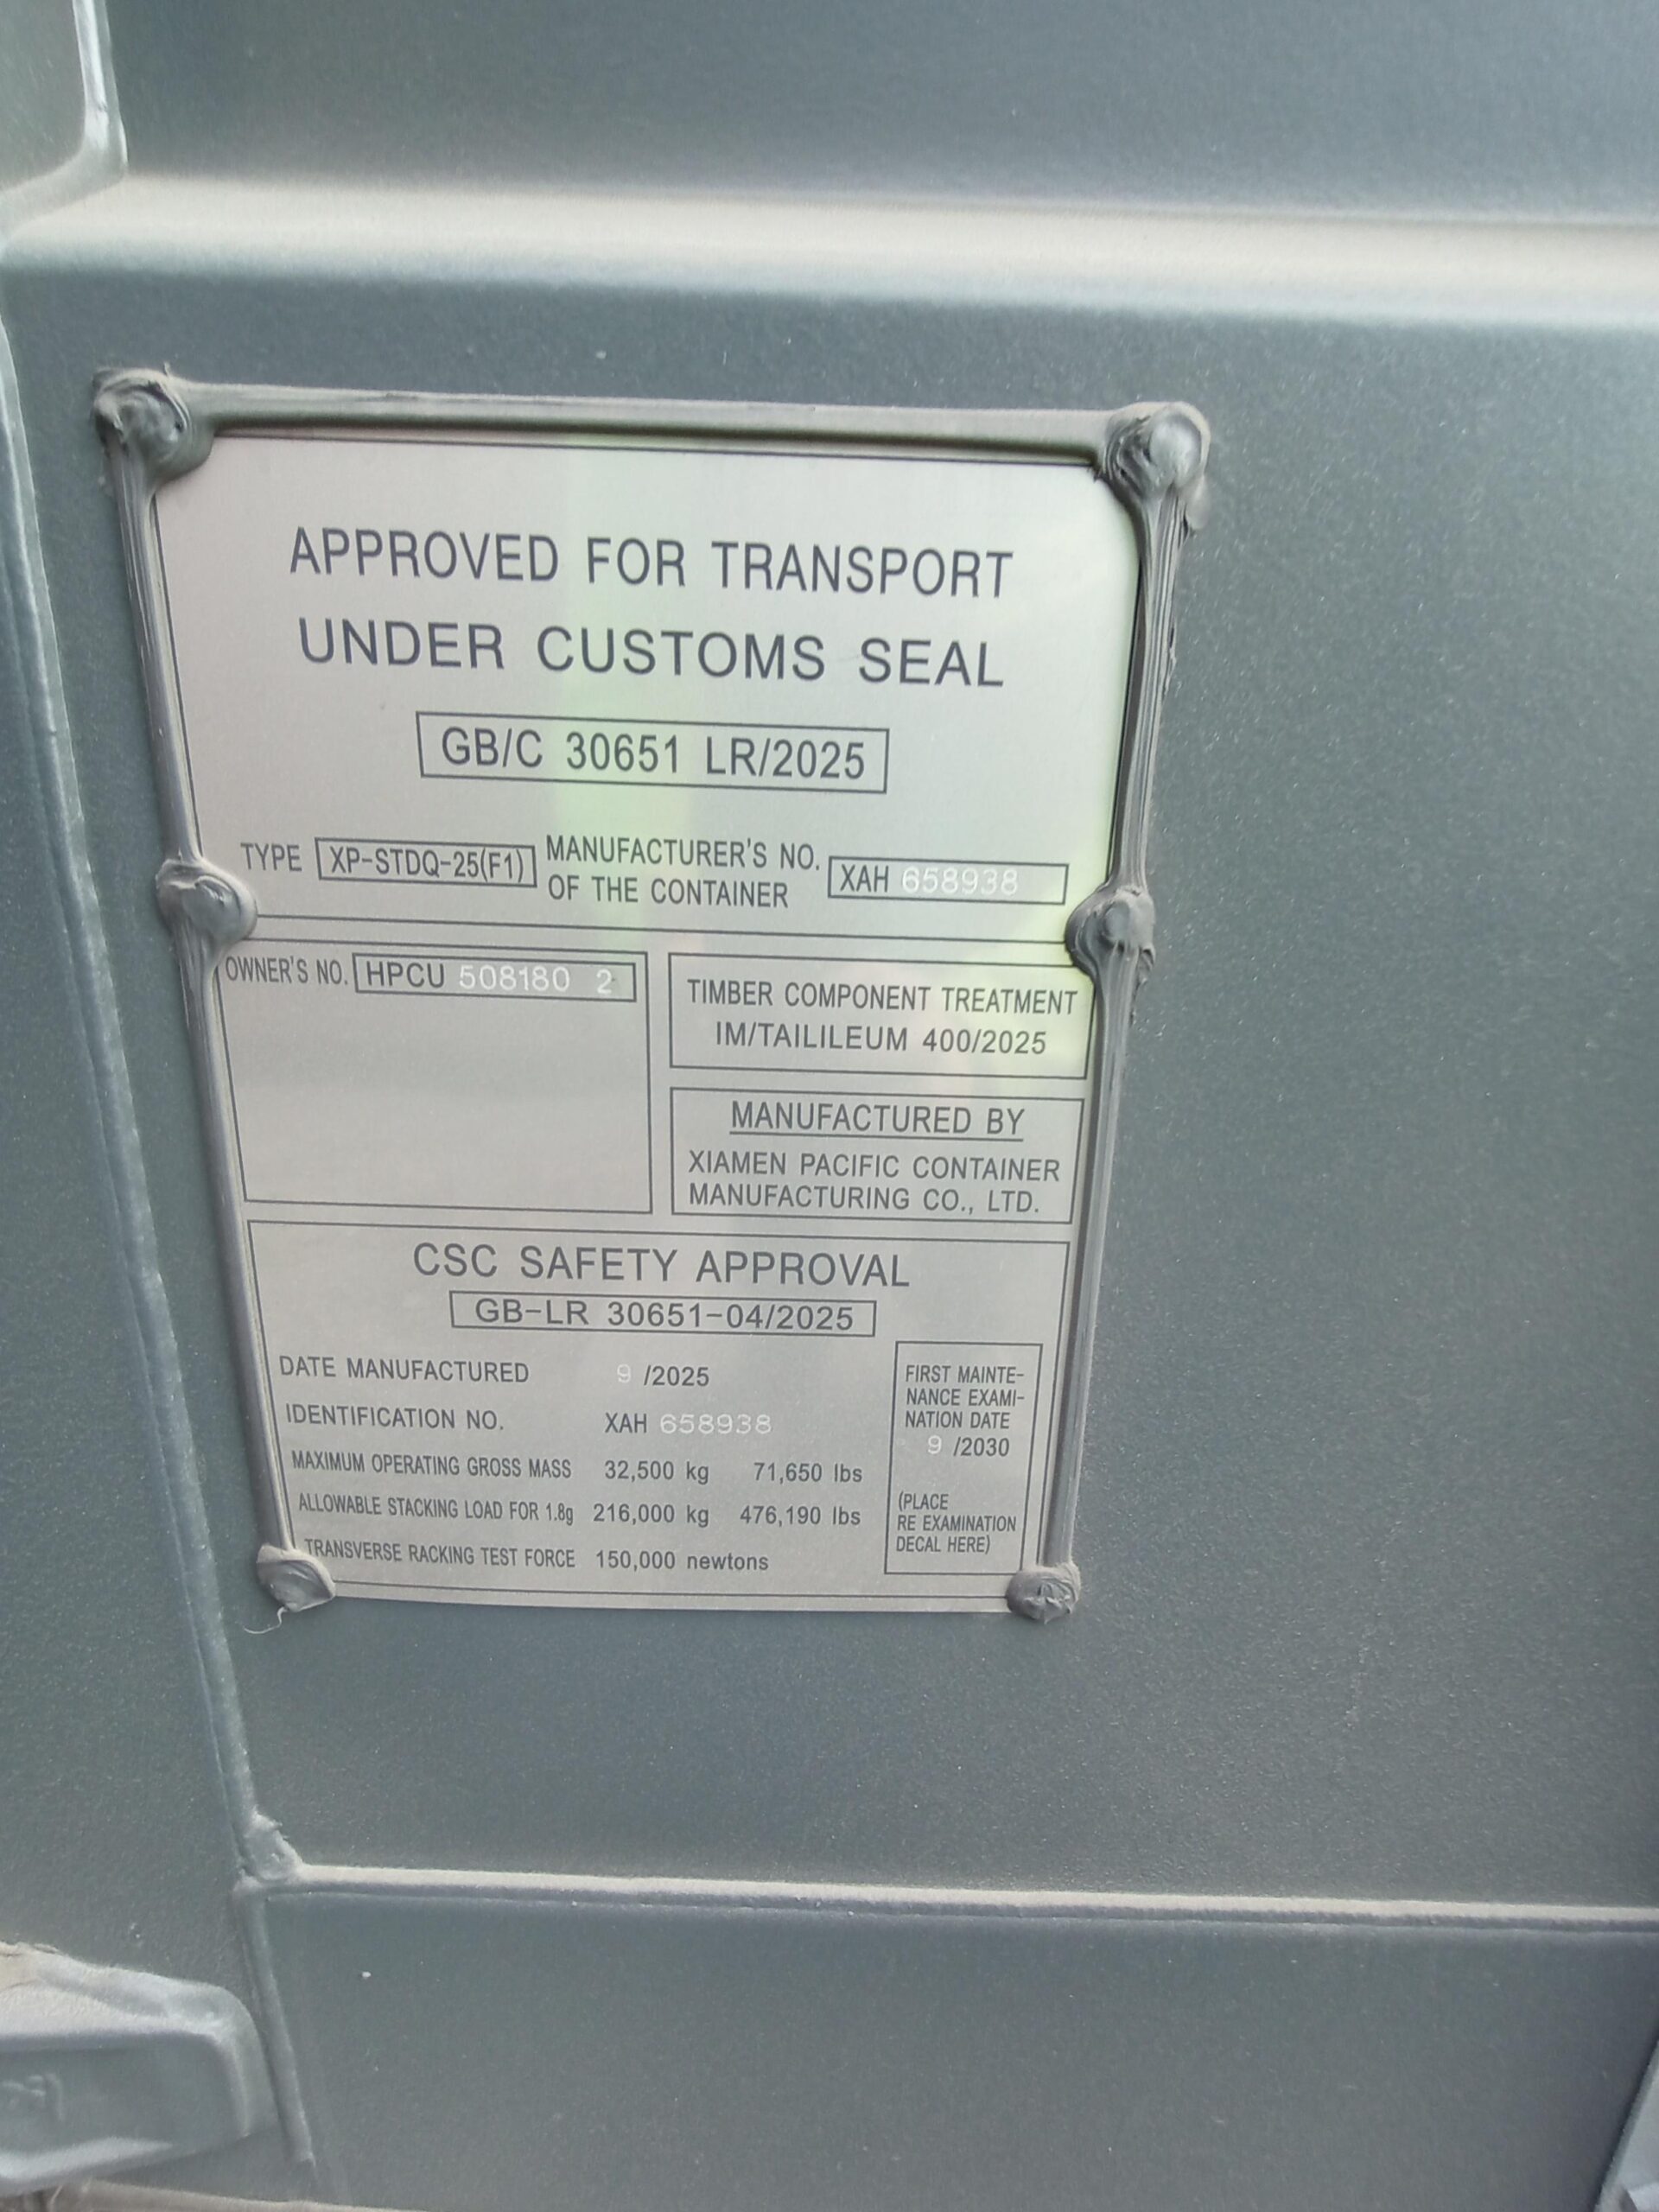 APPROVED FOR TRANSPORT
UNDER CUSTOMS SEAL
GB/C 30651 LR/2025
TYPE XP-STDQ-25(F1) MANUFACTURER'S NO. OF THE CONTAINER XAH 658938
OWNER'S NO. HPCU 508180 2
TIMBER COMPONENT TREATMENT
IM/TAILILEUM 400/2025
MANUFACTURED BY
XIAMEN PACIFIC CONTAINER
MANUFACTURING CO., LTD.
CSC SAFETY APPROVAL
GB-LR 30651-04/2025
DATE MANUFACTURED 9 /2025
IDENTIFICATION NO. XAH 658938
MAXIMUM OPERATING GROSS MASS 32,500 kg 71,650 lbs
ALLOWABLE STACKING LOAD FOR 1.8g 216,000 kg 476,190 lbs
TRANSVERSE RACKING TEST FORCE 150,000 newtons
FIRST MAINTE-
NANCE EXAMI-
NATION DATE
9 /2030
(PLACE
RE EXAMINATION
DECAL HERE)